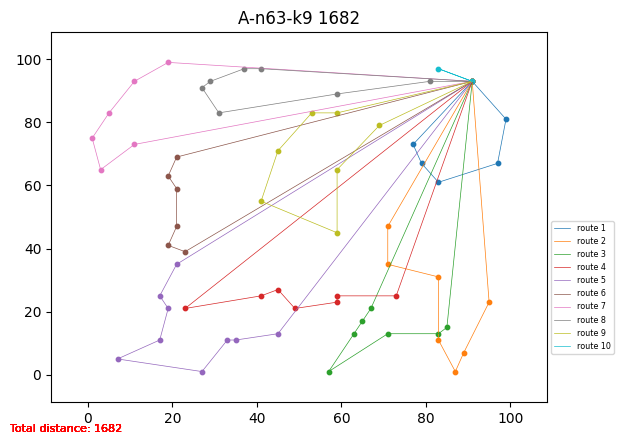 A-n63-k9 1682
100
80
60
40
20
0
0 20 40 60 80 100
route 1
route 2
route 3
route 4
route 5
route 6
route 7
route 8
route 9
route 10
Total distance: 1682